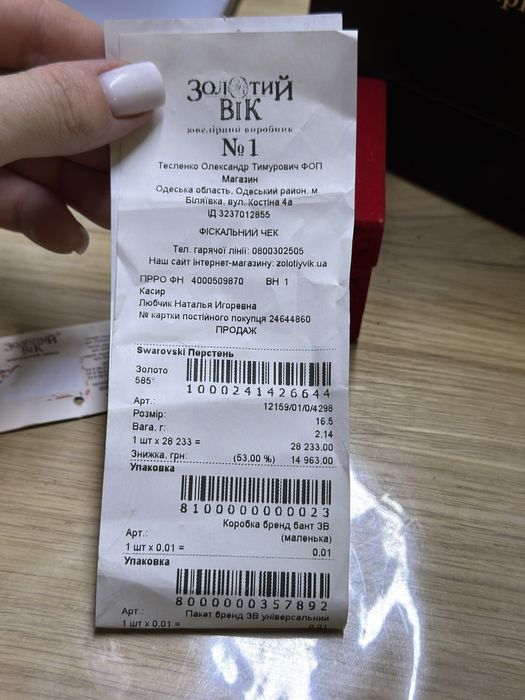 ЗОЛОТИЙ
ВІК
ювелірний виробник
№1
Тесленко Олександр Тимурович ФОП
Магазин
Одеська область, Одеський район, м
Біляївка, вул. Костіна 4а
ІД 3237012855
ФІСКАЛЬНИЙ ЧЕК
Тел. гарячої лінії: 0800302505
Наш сайт інтернет-магазину: zolotiyvik.ua
ПРРО ФН 4000509870 ВН 1
Касир
Любчик Наталья Игоревна
№ картки постійного покупця 24644860
ПРОДАЖ
Swarovski Перстень
Золото
585°
1000241426644
Арт.: 12159/01/0/4298
Розмір: 16.5
Вага, г: 2,14
1 шт x 28 233 = 28 233,00
Знижка, грн: (53.00 %) 14 963,00
Упаковка
8100000000023
Коробка бренд бант ЗВ
Арт.: (маленька)
1 шт x 0.01 = 0.01
Упаковка
8000000357892
Арт.: Пакет бренд ЗВ універсальний
1 шт x 0.01 = 0.01
ЗОЛОТИЙ
ВІК